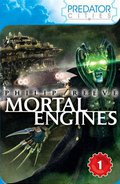 PREDATOR
CITIES
PHILIP REEVE
MORTAL
ENGINES
1